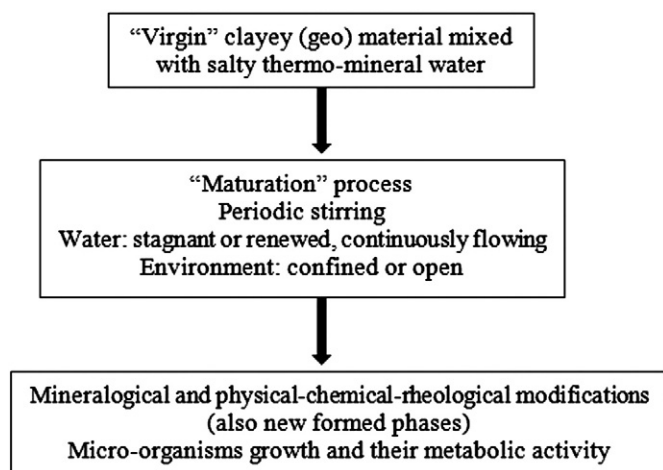 “Virgin” clayey (geo) material mixed
with salty thermo-mineral water
“Maturation” process
Periodic stirring
Water: stagnant or renewed, continuously flowing
Environment: confined or open
Mineralogical and physical-chemical-rheological modifications
(also new formed phases)
Micro-organisms growth and their metabolic activity